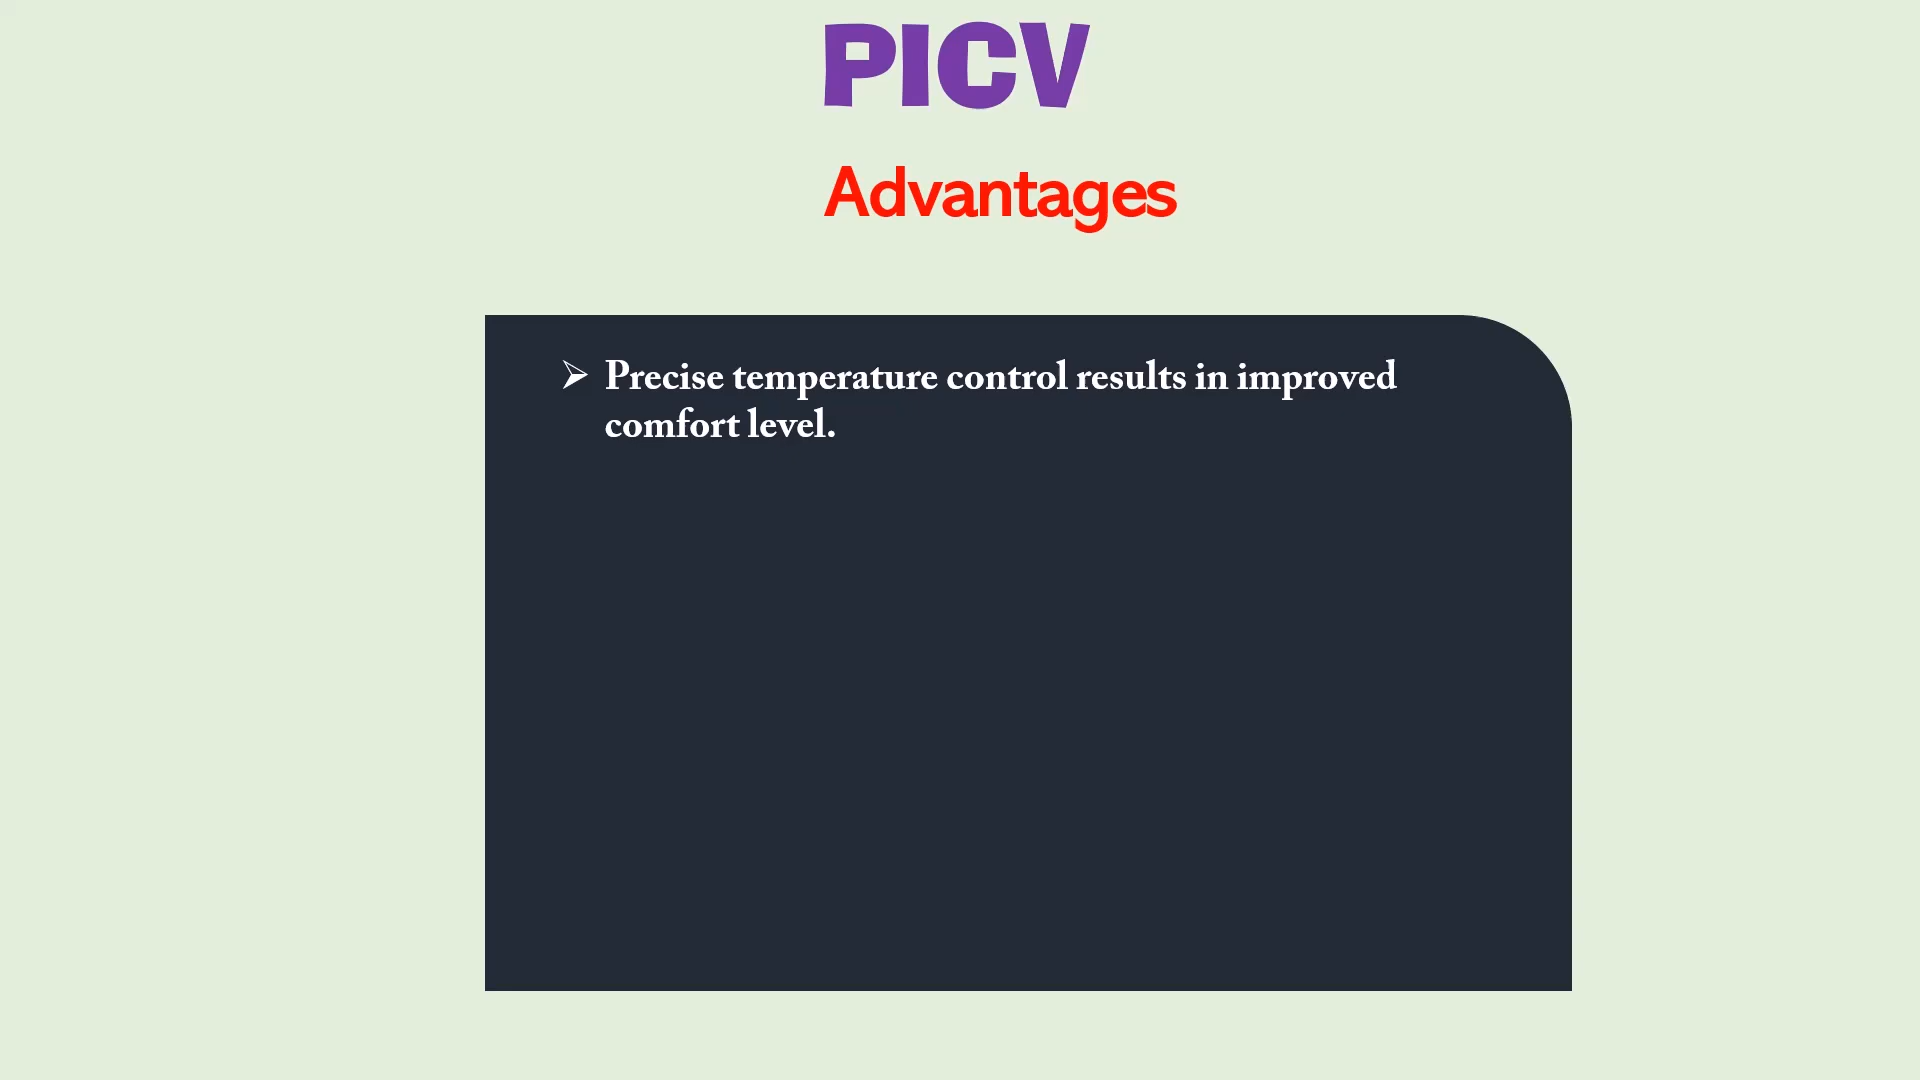 PICV
Advantages
➢ Precise temperature control results in improved
comfort level.